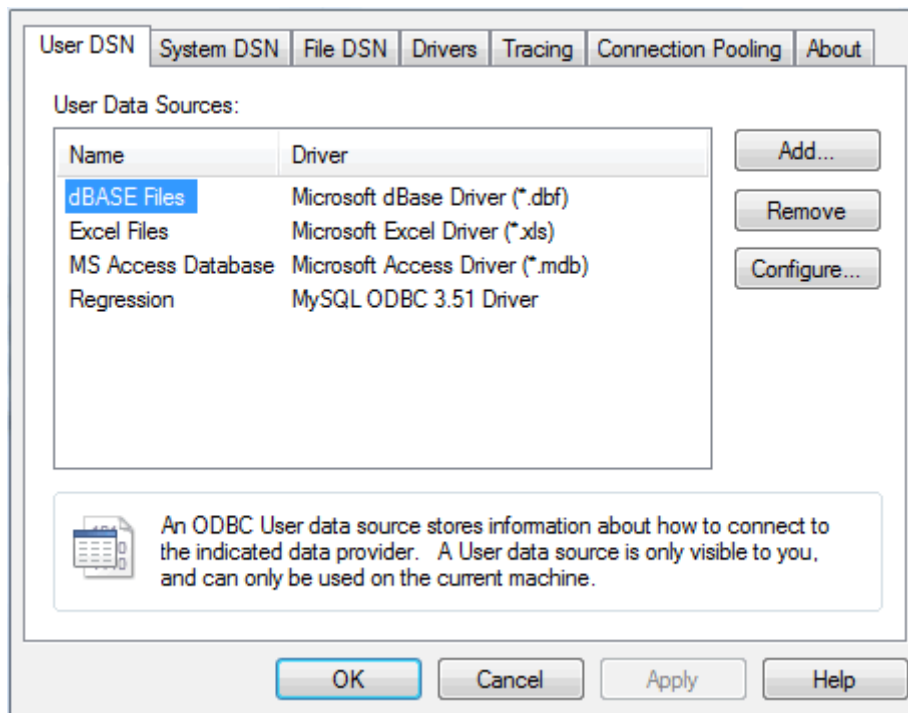 User DSN System DSN File DSN Drivers Tracing Connection Pooling About
User Data Sources:
Name Driver
dBASE Files Microsoft dBase Driver (*.dbf)
Excel Files Microsoft Excel Driver (*.xls)
MS Access Database Microsoft Access Driver (*.mdb)
Regression MySQL ODBC 3.51 Driver
Add...
Remove
Configure...
An ODBC User data source stores information about how to connect to
the indicated data provider. A User data source is only visible to you,
and can only be used on the current machine.
OK Cancel Apply Help